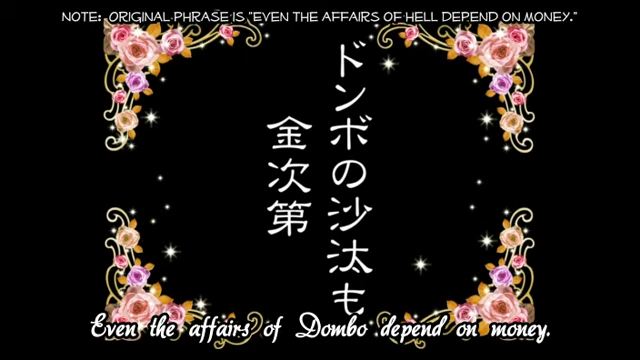 NOTE: ORIGINAL PHRASE IS "EVEN THE AFFAIRS OF HELL DEPEND ON MONEY."
ドンボの沙汰も
金次第
Even the affairs of Dombo depend on money.